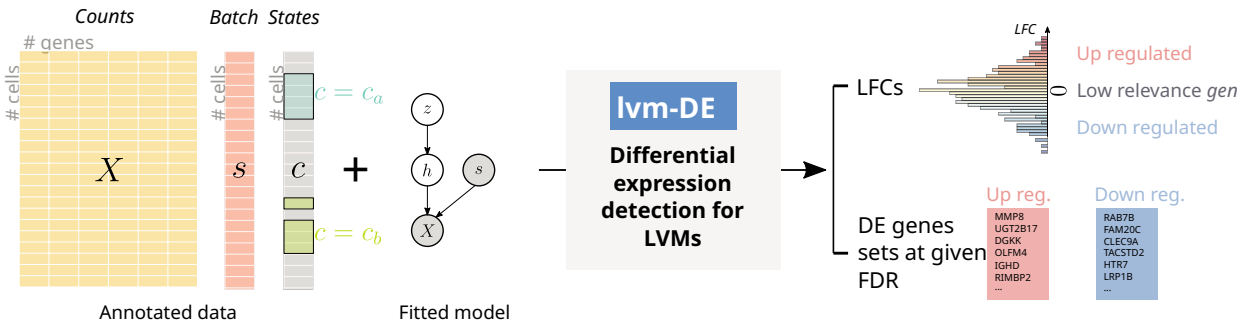 Counts
Batch
States
# genes
# cells
# cells
# cells
X
s
c
c = c_a
c = c_b
+
z
h
s
X
Annotated data
Fitted model
lvm-DE
Differential
expression
detection for
LVMs
LFCs
LFC
0
Up regulated
Low relevance gen
Down regulated
DE genes
sets at given
FDR
Up reg.
MMP8
UGT2B17
DGKK
OLFM4
IGHD
RIMBP2
...
Down reg.
RAB7B
FAM20C
CLEC9A
TACSTD2
HTR7
LRP1B
...